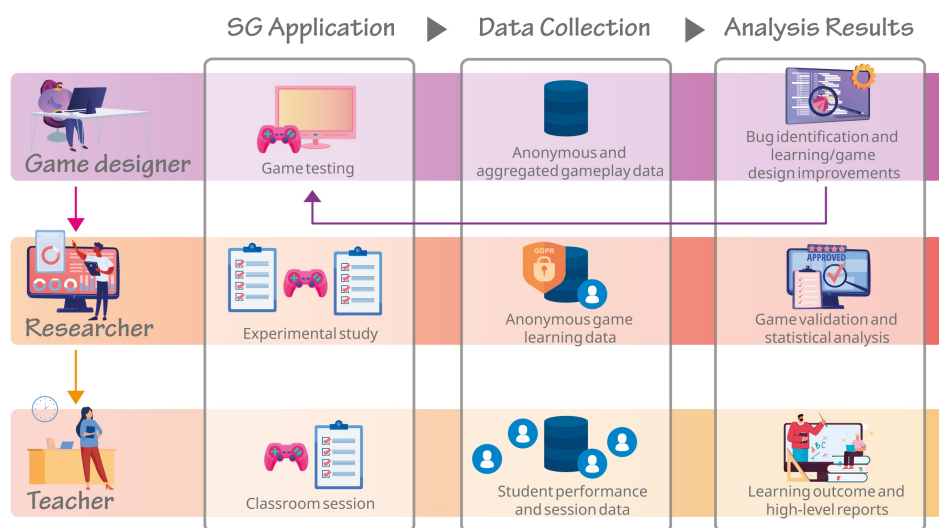 SG Application
Data Collection
Analysis Results
Game designer
Game testing
Anonymous and
aggregated gameplay data
Bug identification and
learning/game
design improvements
Researcher
Experimental study
GDPR
Anonymous game
learning data
APPROVED
Game validation and
statistical analysis
Teacher
Classroom session
Student performance
and session data
Learning outcome and
high-level reports